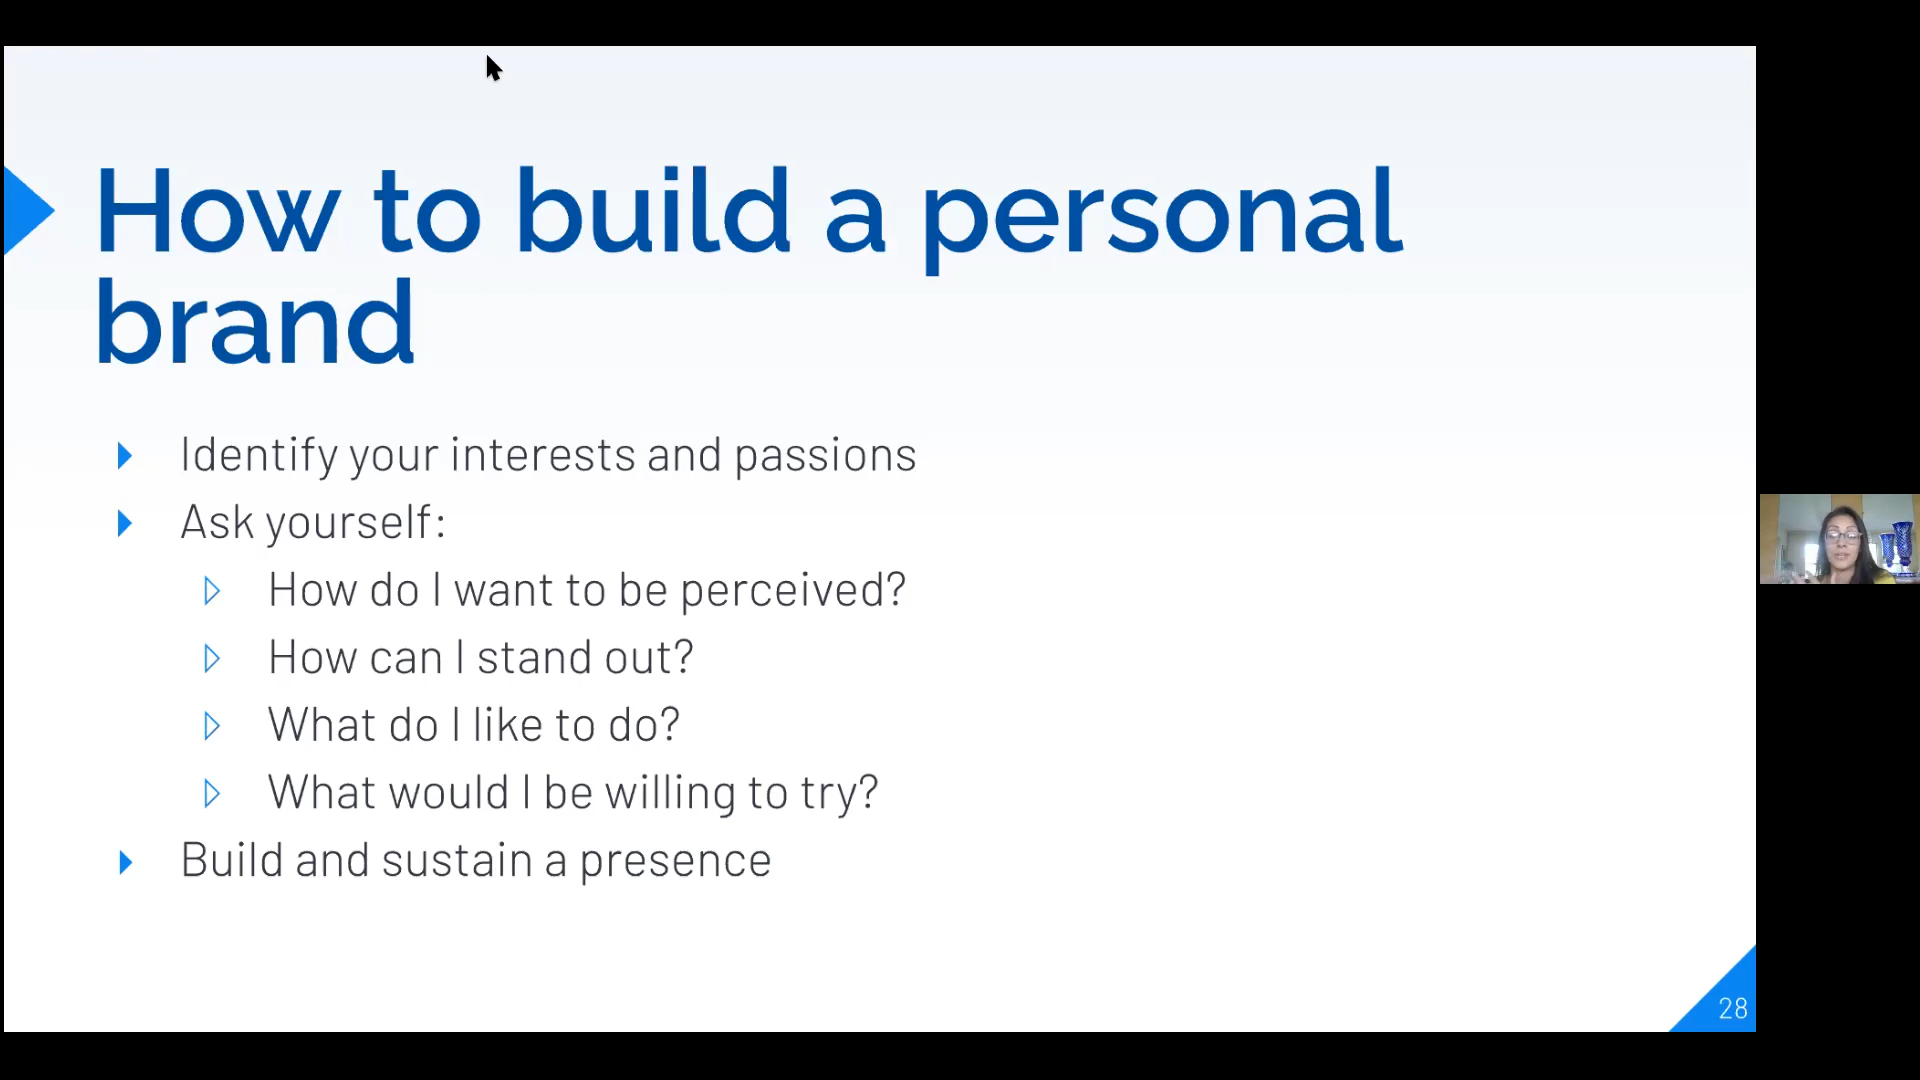 How to build a personal
brand
Identify your interests and passions
Ask yourself:
How do I want to be perceived?
How can I stand out?
What do I like to do?
What would I be willing to try?
Build and sustain a presence
28